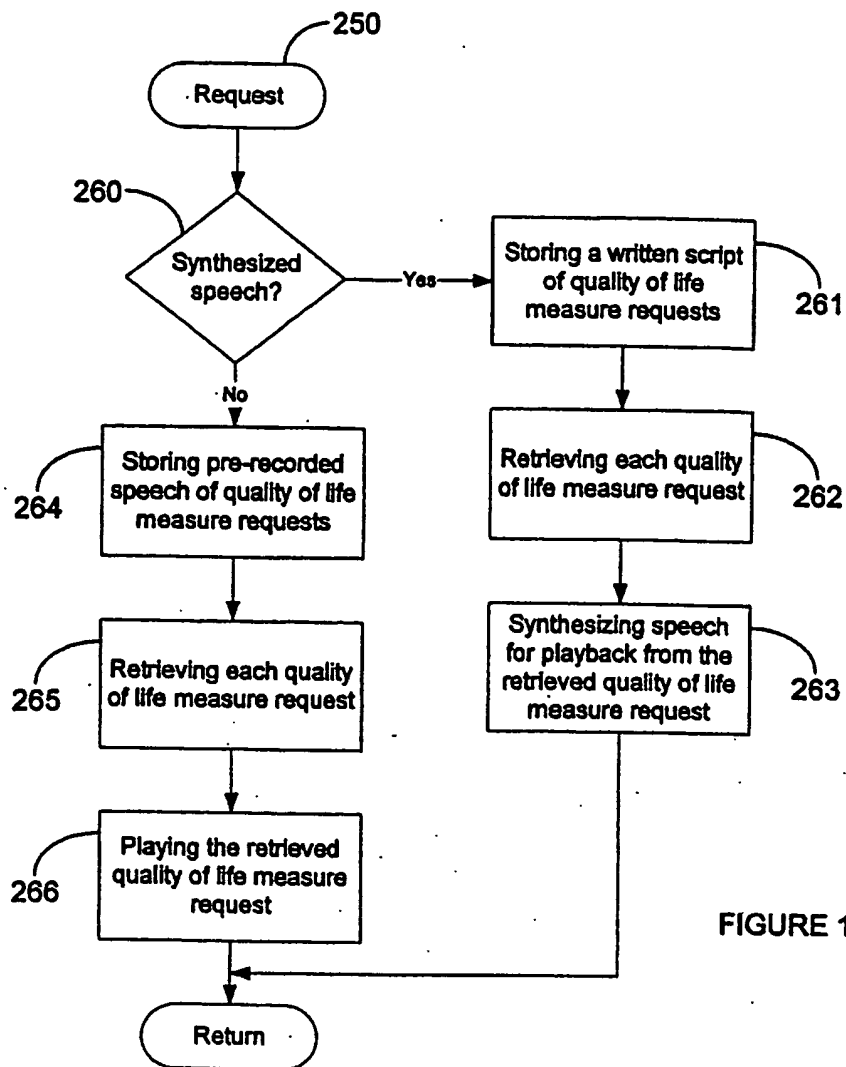 250
Request
260
Synthesized
speech?
Yes
No
Storing a written script
of quality of life
measure requests
261
Retrieving each quality
of life measure request
262
Synthesizing speech
for playback from the
retrieved quality of life
measure request
263
Storing pre-recorded
speech of quality of life
measure requests
264
Retrieving each quality
of life measure request
265
Playing the retrieved
quality of life measure
request
266
Return
FIGURE 1